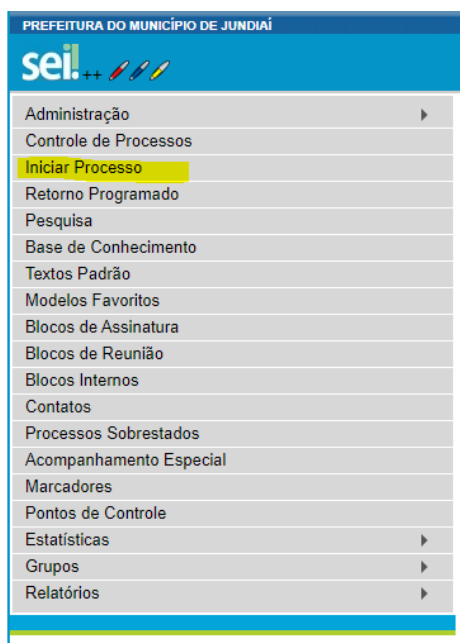 PREFEITURA DO MUNICÍPIO DE JUNDIAÍ
sei! ++
Administração
Controle de Processos
Iniciar Processo
Retorno Programado
Pesquisa
Base de Conhecimento
Textos Padrão
Modelos Favoritos
Blocos de Assinatura
Blocos de Reunião
Blocos Internos
Contatos
Processos Sobrestados
Acompanhamento Especial
Marcadores
Pontos de Controle
Estatísticas
Grupos
Relatórios